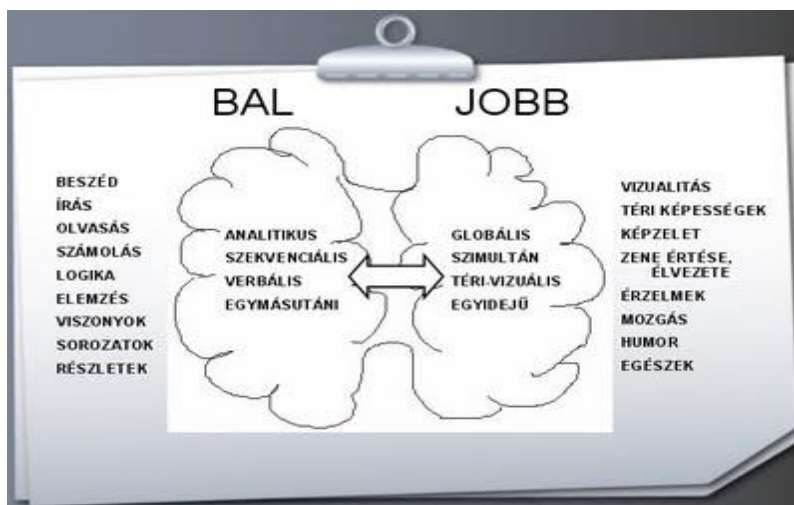 BAL
JOBB
BESZÉD
ÍRÁS
OLVASÁS
SZÁMOLÁS
LOGIKA
ELEMZÉS
VISZONYOK
SOROZATOK
RÉSZLETEK
ANALITIKUS
SZEKVENCIÁLIS
VERBÁLIS
EGYMÁSUTÁNI
GLOBÁLIS
SZIMULTÁN
TÉRI-VIZUÁLIS
EGYIDEJŰ
VIZUALITÁS
TÉRI KÉPESSÉGEK
KÉPZELET
ZENE ÉRTÉSE,
ÉLVEZETE
ÉRZELMEK
MOZGÁS
HUMOR
EGÉSZEK